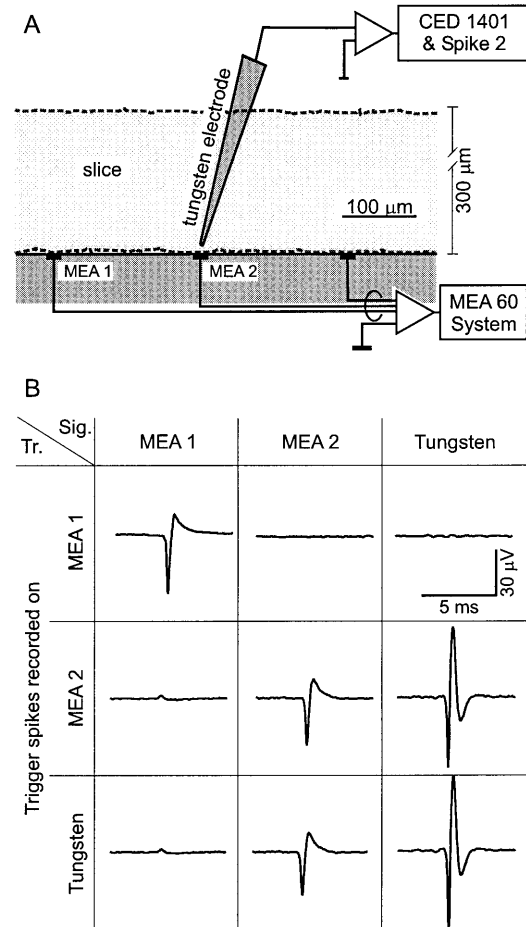 A
CED 1401
& Spike 2
tungsten electrode
slice
100 µm
300 µm
MEA 1
MEA 2
MEA 60
System
B
Sig.
Tr.
MEA 1
MEA 2
Tungsten
Trigger spikes recorded on
MEA 1
30 µV
5 ms
MEA 2
Tungsten